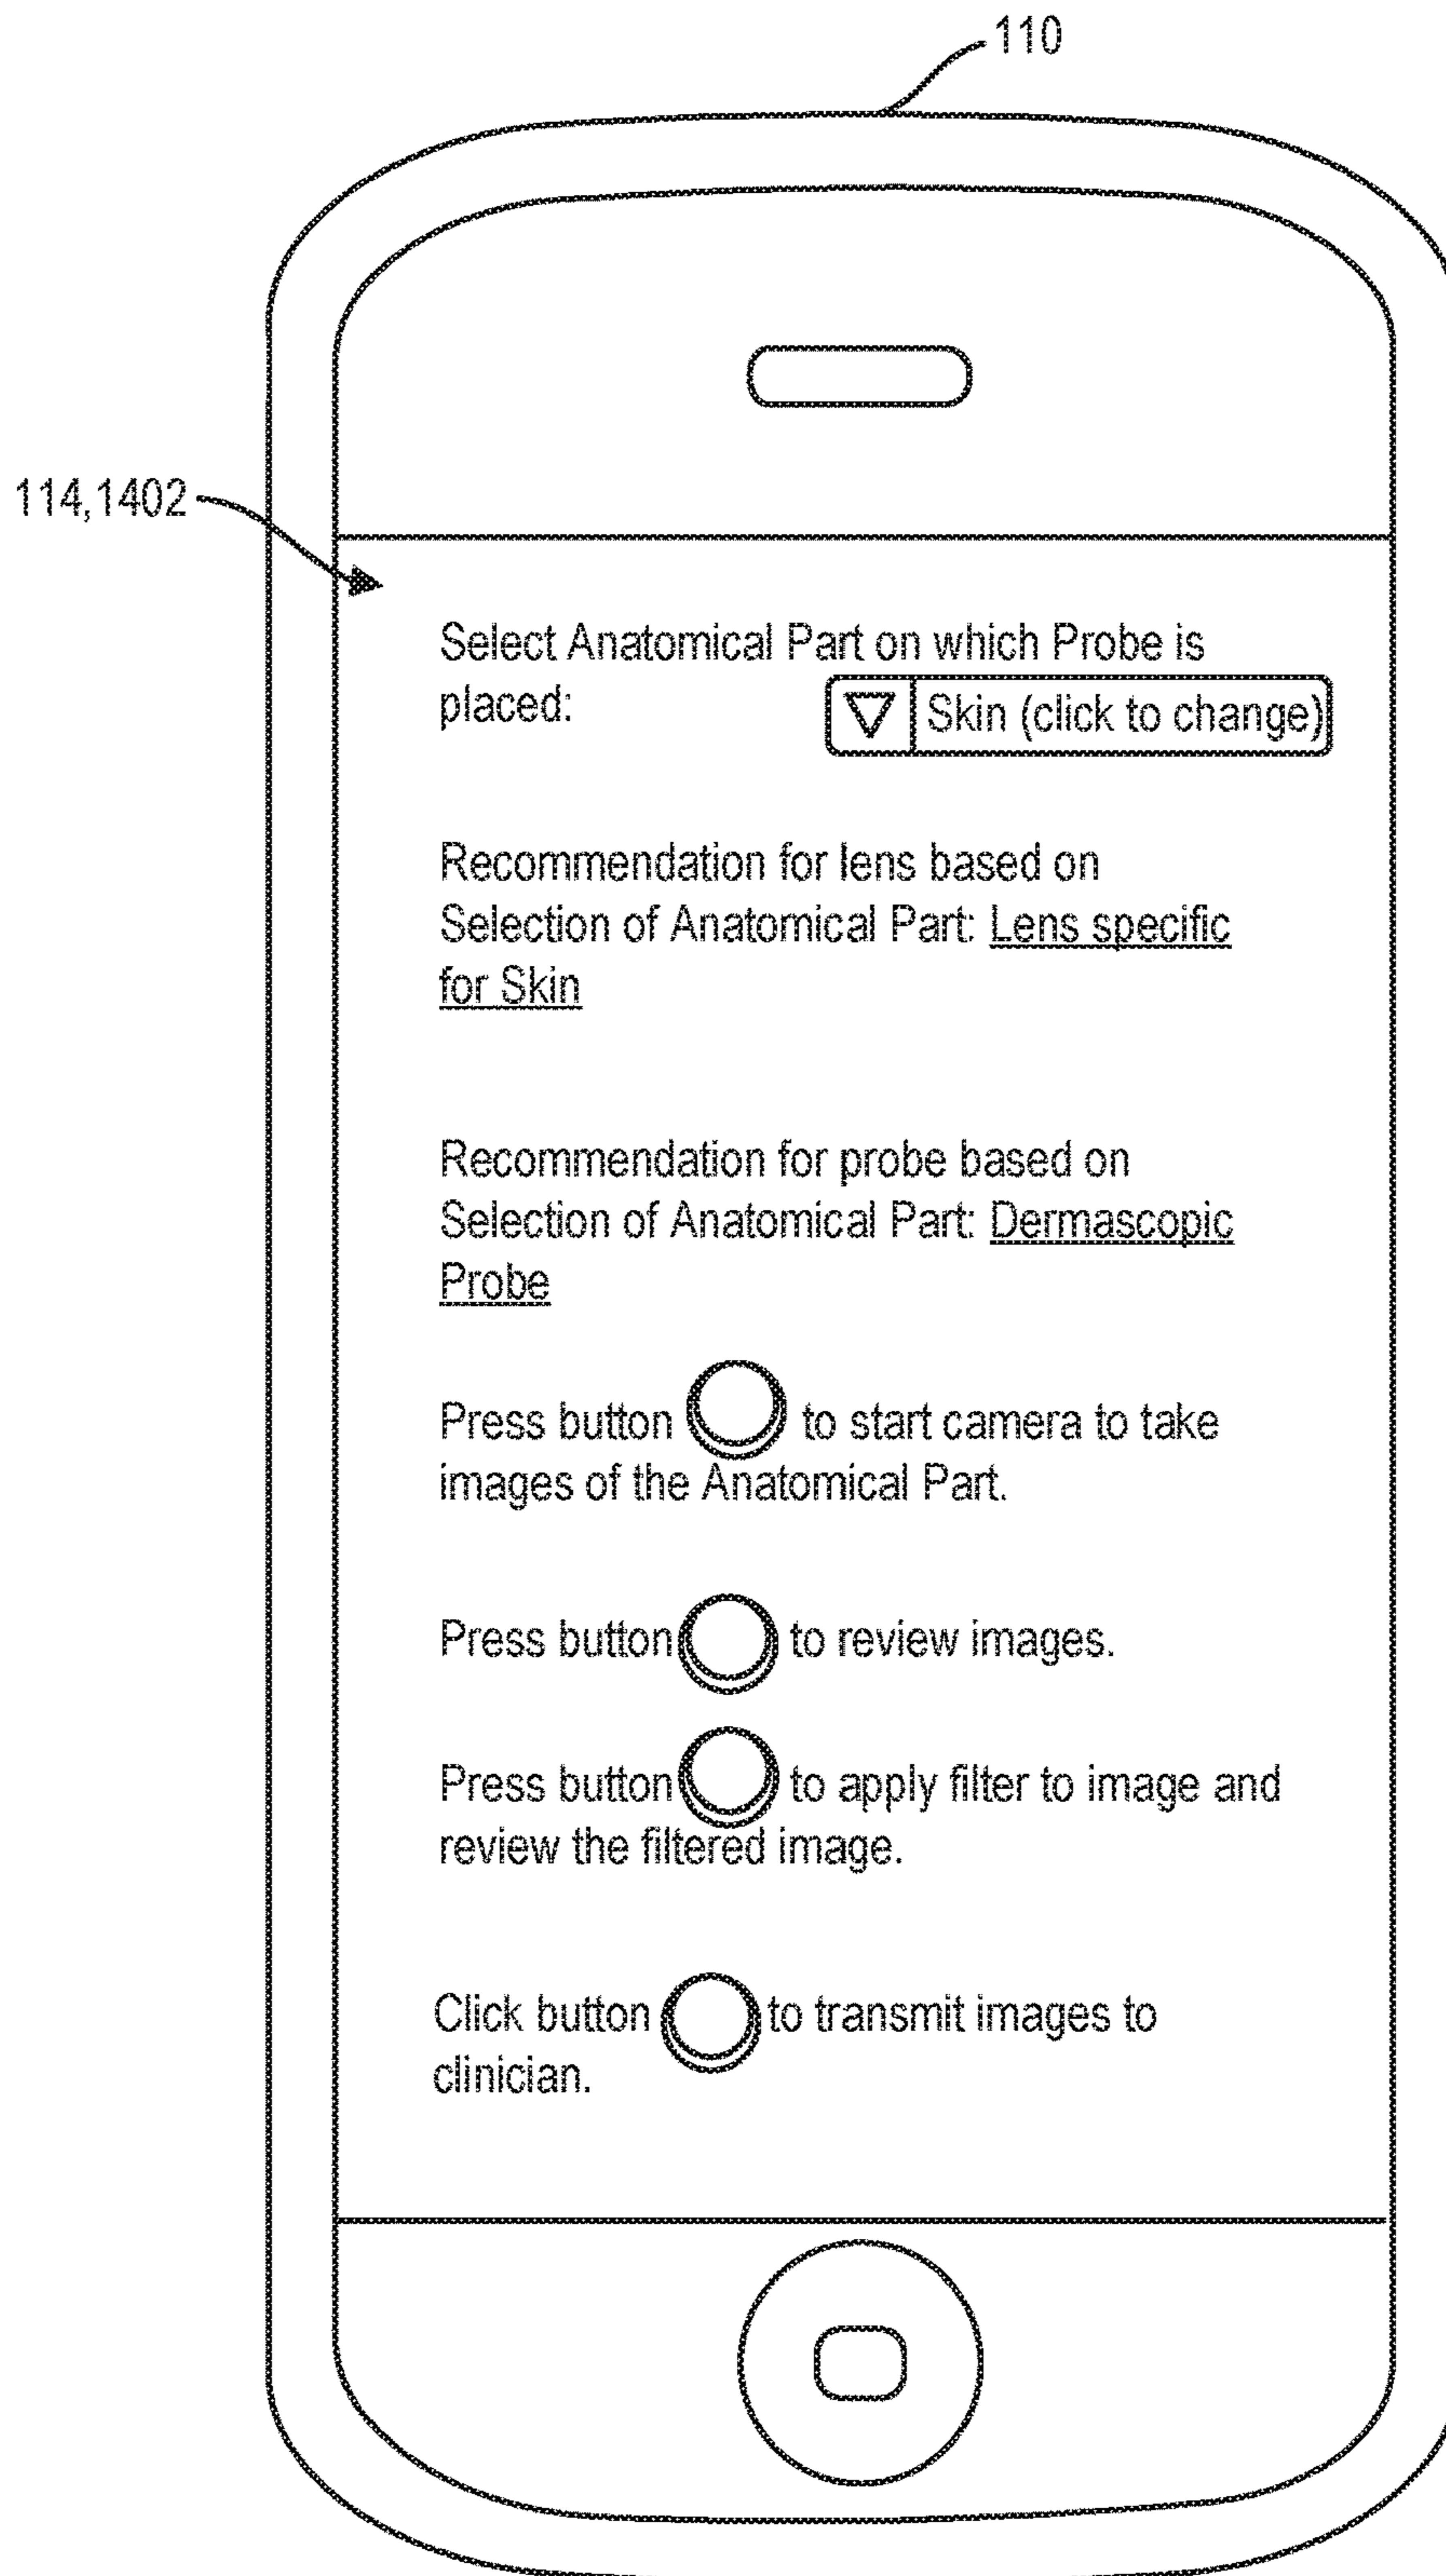 110
114,1402
Select Anatomical Part on which Probe is
placed:
Skin (click to change)
Recommendation for lens based on
Selection of Anatomical Part: Lens specific
for Skin
Recommendation for probe based on
Selection of Anatomical Part: Dermascopic
Probe
Press button to start camera to take
images of the Anatomical Part.
Press button to review images.
Press button to apply filter to image and
review the filtered image.
Click button to transmit images to
clinician.